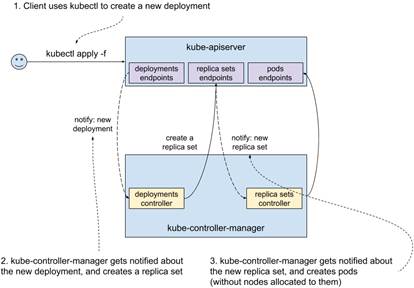 1. Client uses kubectl to create a new deployment
kubectl apply -f
kube-apiserver
deployments
endpoints
replica sets
endpoints
pods
endpoints
notify: new
deployment
create a
replica set
notify: new
replica set
deployments
controller
replica sets
controller
kube-controller-manager
2. kube-controller-manager gets notified about
the new deployment, and creates a replica set
3. kube-controller-manager gets notified about
the new replica set, and creates pods
(without nodes allocated to them)